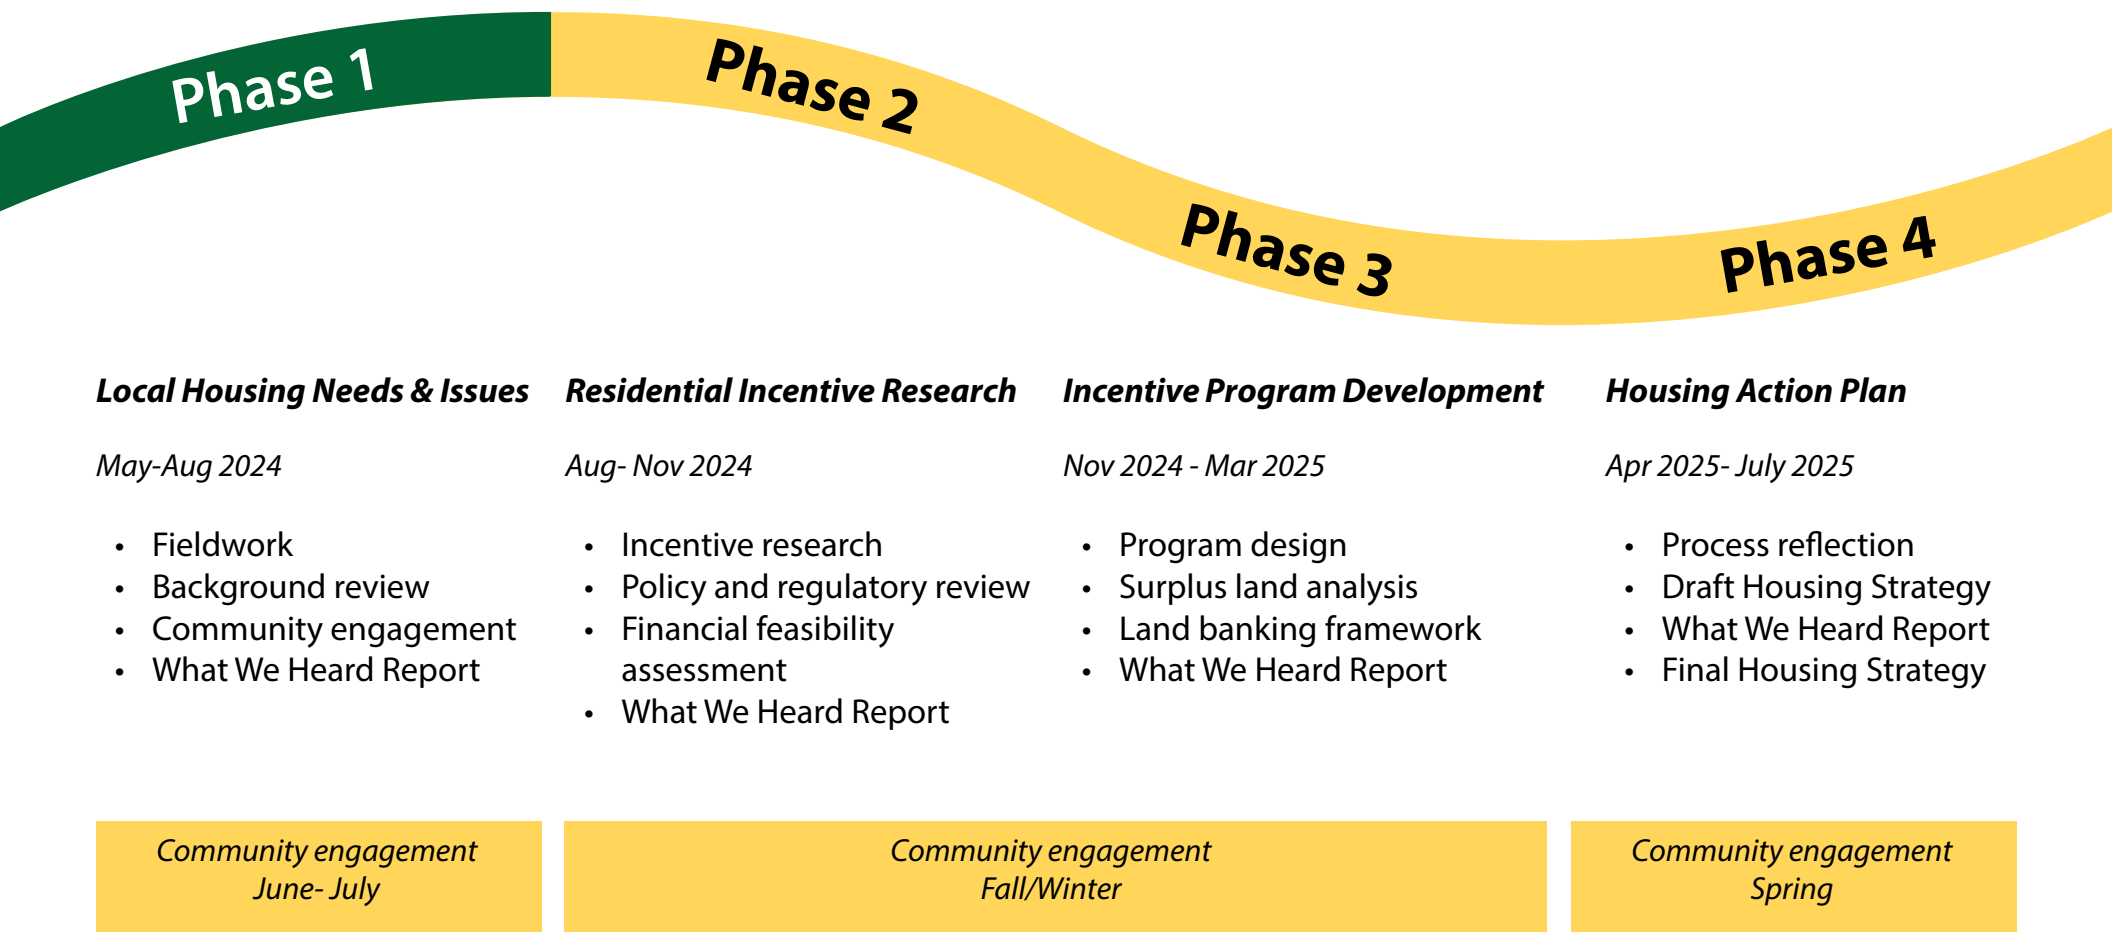 Phase 1
Phase 2
Phase 3
Phase 4
Local Housing Needs & Issues
May-Aug 2024
• Fieldwork
• Background review
• Community engagement
• What We Heard Report
Community engagement
June- July
Residential Incentive Research
Aug- Nov 2024
• Incentive research
• Policy and regulatory review
• Financial feasibility
assessment
• What We Heard Report
Incentive Program Development
Nov 2024 - Mar 2025
• Program design
• Surplus land analysis
• Land banking framework
• What We Heard Report
Community engagement
Fall/Winter
Housing Action Plan
Apr 2025- July 2025
• Process reflection
• Draft Housing Strategy
• What We Heard Report
• Final Housing Strategy
Community engagement
Spring